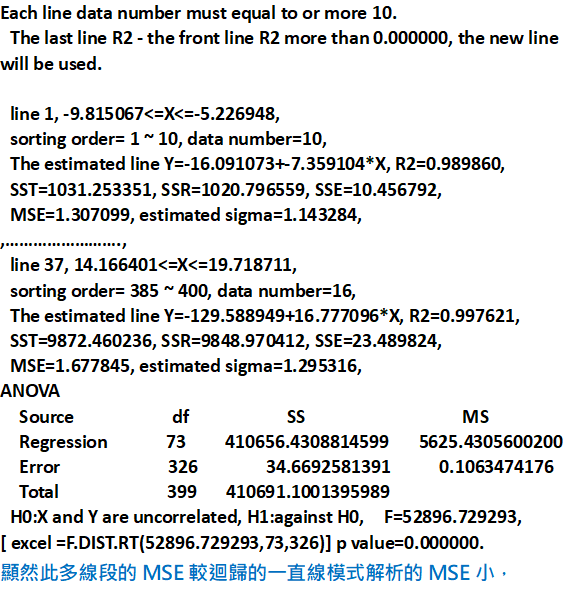 Each line data number must equal to or more 10.
The last line R2 - the front line R2 more than 0.000000, the new line
will be used.
line 1, -9.815067<=X<=-5.226948,
sorting order= 1 ~ 10, data number=10,
The estimated line Y=-16.091073+-7.359104*X, R2=0.989860,
SST=1031.253351, SSR=1020.796559, SSE=10.456792,
MSE=1.307099, estimated sigma=1.143284,
,……………………..,
line 37, 14.166401<=X<=19.718711,
sorting order= 385 ~ 400, data number=16,
The estimated line Y=-129.588949+16.777096*X, R2=0.997621,
SST=9872.460236, SSR=9848.970412, SSE=23.489824,
MSE=1.677845, estimated sigma=1.295316,
ANOVA
Source df SS MS
Regression 73 410656.4308814599 5625.4305600200
Error 326 34.6692581391 0.1063474176
Total 399 410691.1001395989
H0:X and Y are uncorrelated, H1:against H0, F=52896.729293,
[ excel =F.DIST.RT(52896.729293,73,326)] p value=0.000000.
顯然此多線段的 MSE 較迴歸的一直線模式解析的 MSE 小，